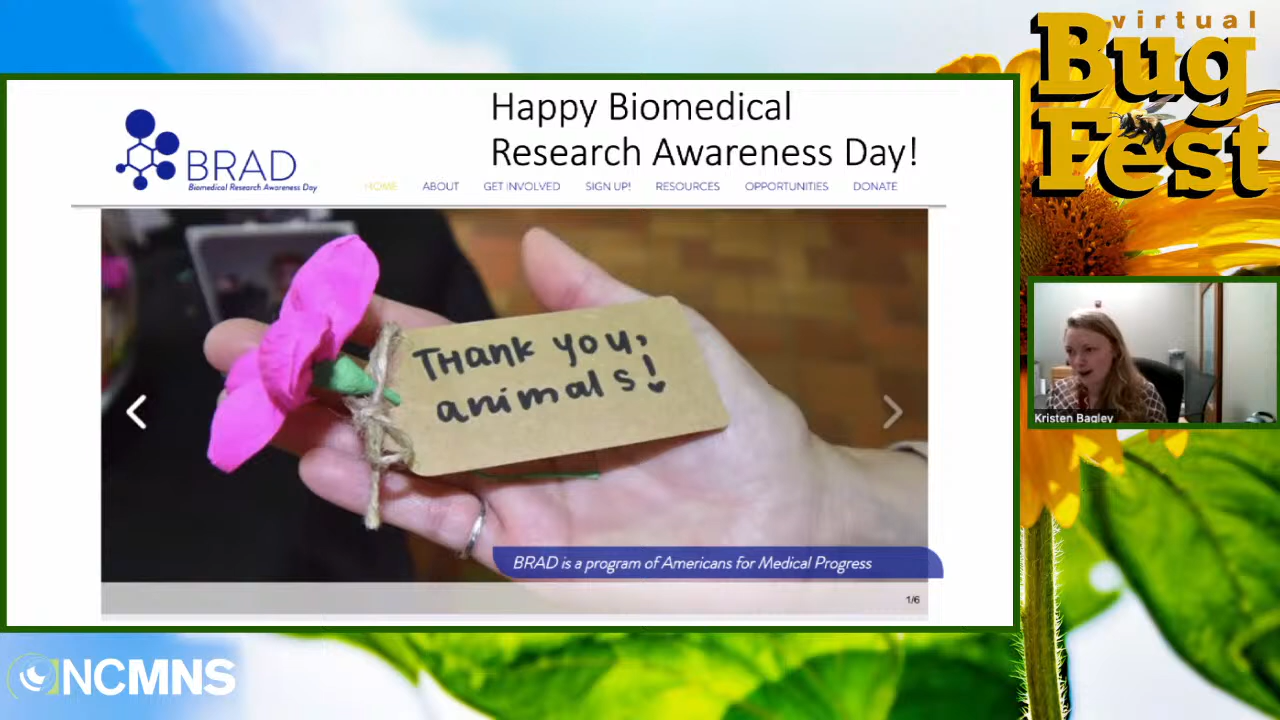 virtual
Bug
Fest
Happy Biomedical
Research Awareness Day!
BRAD
Biomedical Research Awareness Day
HOME ABOUT GET INVOLVED SIGN UP! RESOURCES OPPORTUNITIES DONATE
THank you,
animals!
BRAD is a program of Americans for Medical Progress
1/6
Kristen Bagley
NCMNS